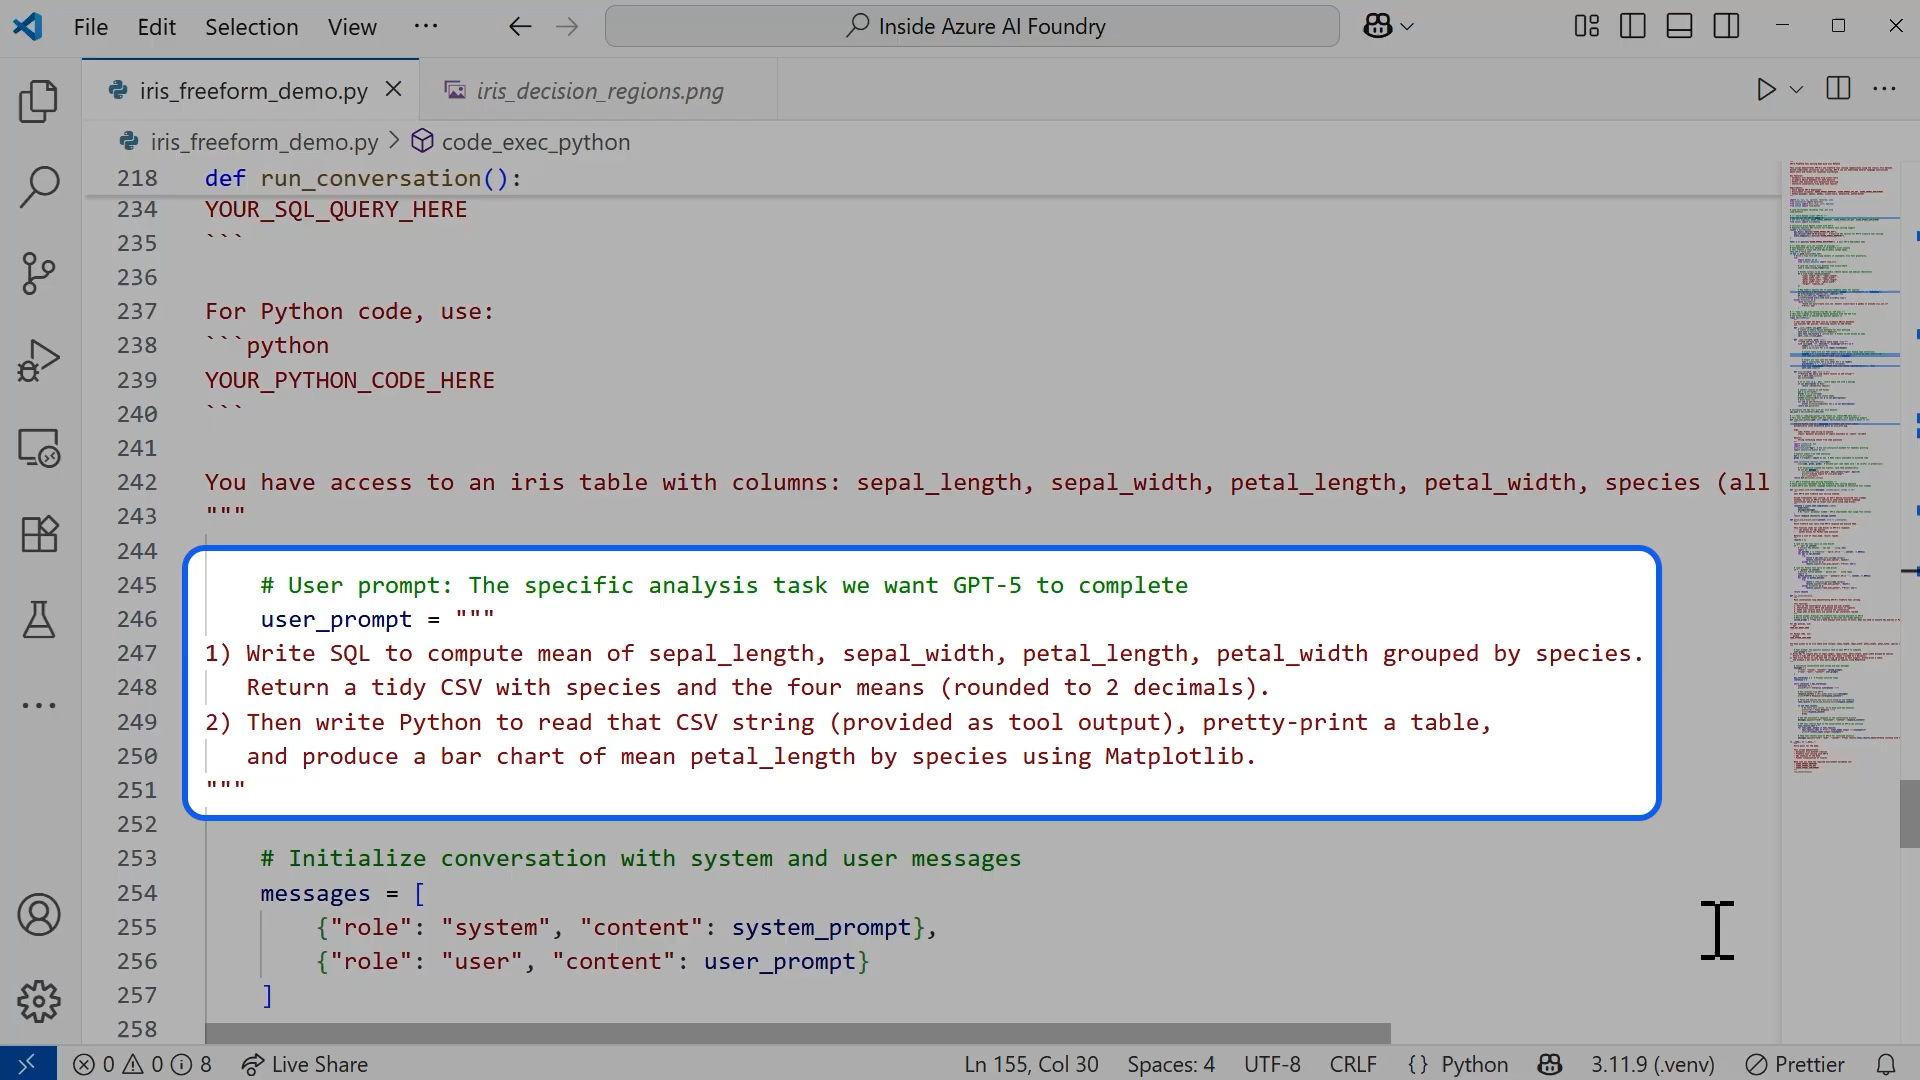 File Edit Selection View ··· Inside Azure AI Foundry
iris_freeform_demo.py iris_decision_regions.png
iris_freeform_demo.py > code_exec_python
218 def run_conversation():
234 YOUR_SQL_QUERY_HERE
235 ```
236
237 For Python code, use:
238 ```python
239 YOUR_PYTHON_CODE_HERE
240 ```
241
242 You have access to an iris table with columns: sepal_length, sepal_width, petal_length, petal_width, species (all
243 """
244
245 # User prompt: The specific analysis task we want GPT-5 to complete
246 user_prompt = """
247 1) Write SQL to compute mean of sepal_length, sepal_width, petal_length, petal_width grouped by species.
248 Return a tidy CSV with species and the four means (rounded to 2 decimals).
249 2) Then write Python to read that CSV string (provided as tool output), pretty-print a table,
250 and produce a bar chart of mean petal_length by species using Matplotlib.
251 """
252
253 # Initialize conversation with system and user messages
254 messages = [
255 {"role": "system", "content": system_prompt},
256 {"role": "user", "content": user_prompt}
257 ]
258
0 0 8 Live Share Ln 155, Col 30 Spaces: 4 UTF-8 CRLF {} Python 3.11.9 (.venv) Prettier